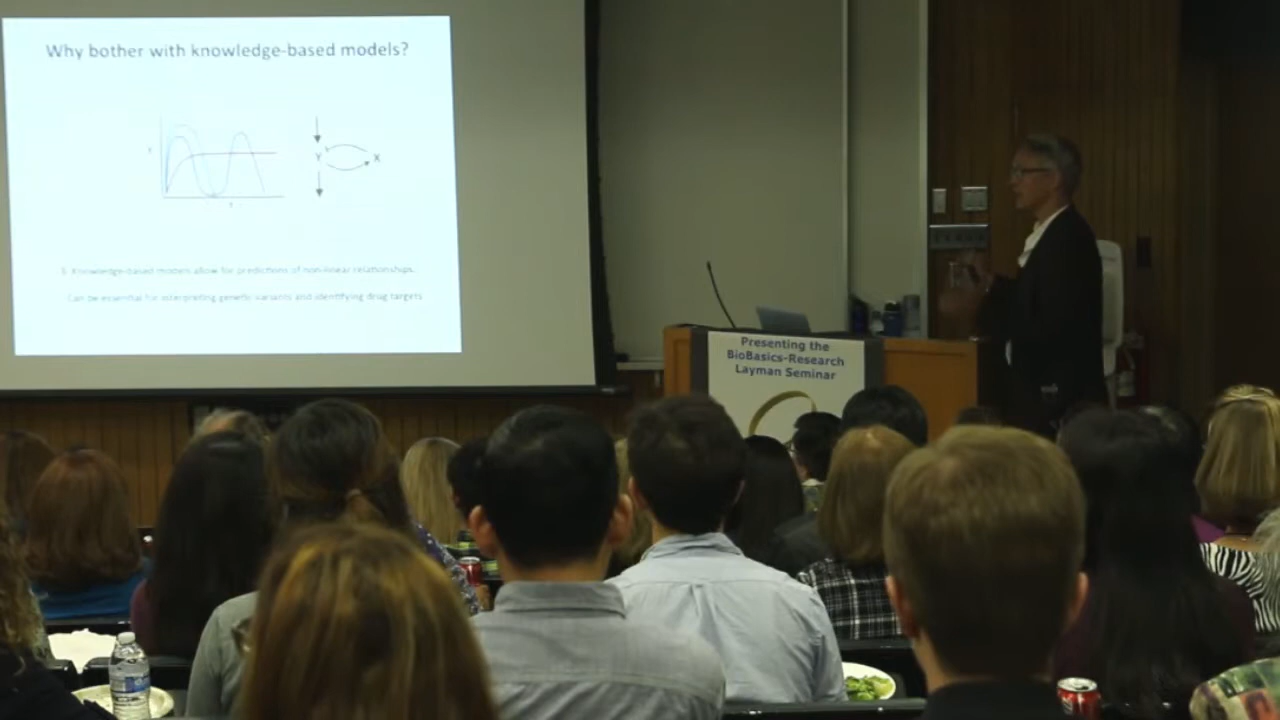 Why bother with knowledge-based models?
Y
X
Knowledge-based models allow for predictions of non-linear relationships.
Can be essential for interpreting genetic variants and identifying drug targets
Presenting the
BioBasics-Research
Layman Seminar